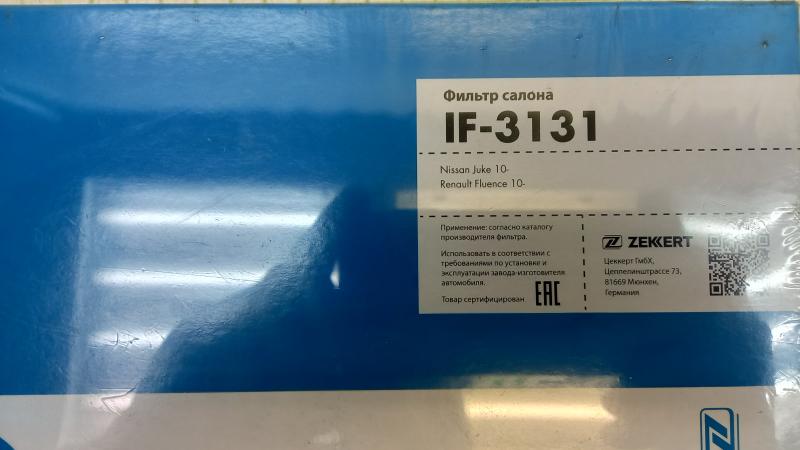 Фильтр салона
IF-3131
Nissan Juke 10-
Renault Fluence 10-
Применение: согласно каталогу
производителя фильтра.
Использовать в соответствии с
требованиями по установке и
эксплуатации завода-изготовителя
автомобиля.
Товар сертифицирован EAC
ZEKKERT
Цеккерт ГмбХ,
Цеппелинштрассе 73,
81669 Мюнхен,
Германия